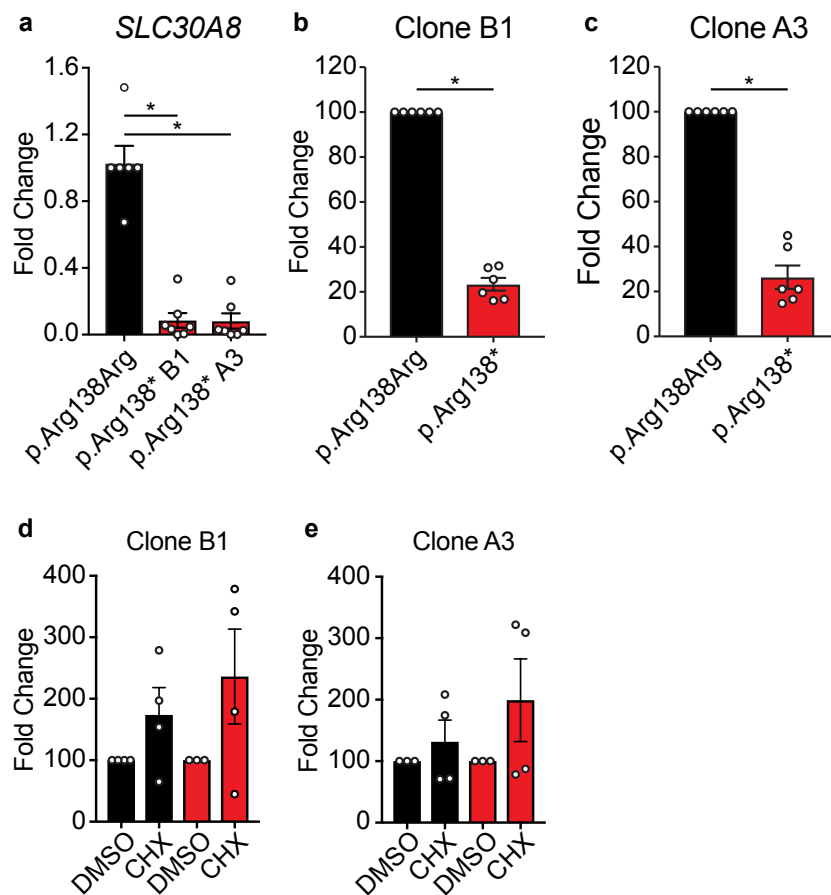 a SLC30A8
Fold Change
1.6
1.2
0.8
0.4
0.0
* 
*
p.Arg138Arg
p.Arg138* B1
p.Arg138* A3
b Clone B1
Fold Change
120
100
80
60
40
20
0
*
p.Arg138Arg
p.Arg138*
c Clone A3
Fold Change
120
100
80
60
40
20
0
*
p.Arg138Arg
p.Arg138*
d Clone B1
Fold Change
400
300
200
100
0
DMSO
CHX
DMSO
CHX
e Clone A3
Fold Change
400
300
200
100
0
DMSO
CHX
DMSO
CHX